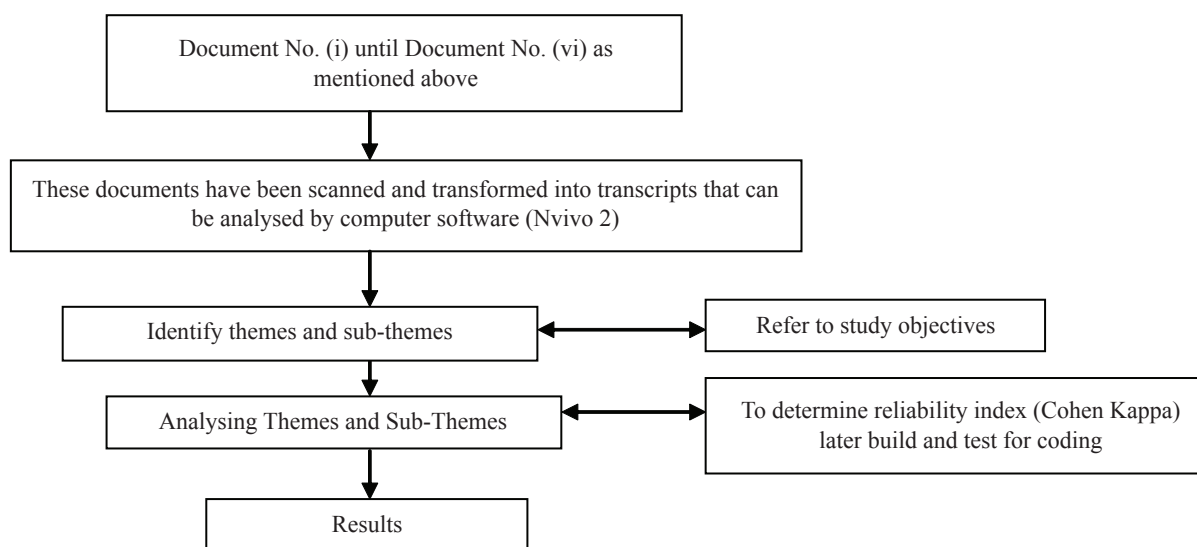 Document No. (i) until Document No. (vi) as
mentioned above
These documents have been scanned and transformed into transcripts that can
be analysed by computer software (Nvivo 2)
Identify themes and sub-themes
Refer to study objectives
Analysing Themes and Sub-Themes
To determine reliability index (Cohen Kappa)
later build and test for coding
Results